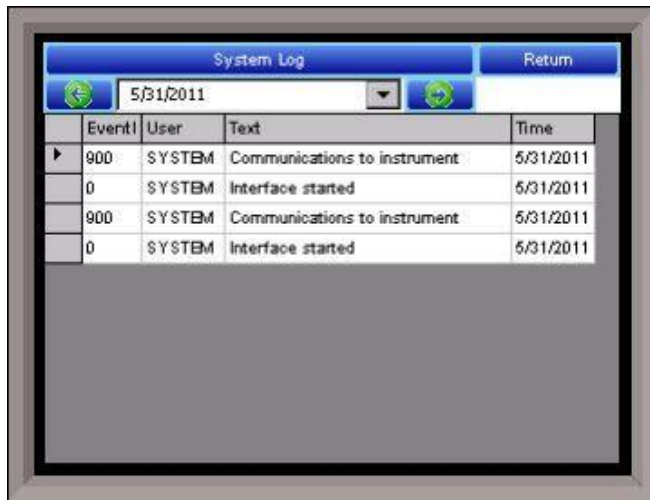 System Log Return
5/31/2011
EventI User Text Time
900 SYSTEM Communications to instrument 5/31/2011
0 SYSTEM Interface started 5/31/2011
900 SYSTEM Communications to instrument 5/31/2011
0 SYSTEM Interface started 5/31/2011